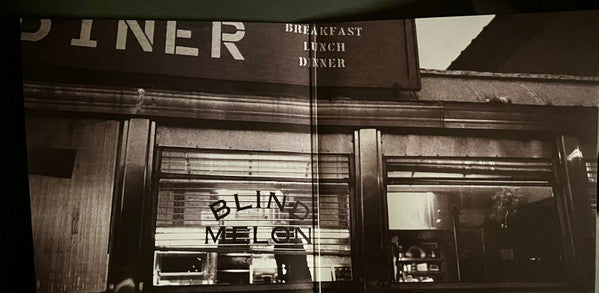 DINER
BREAKFAST
LUNCH
DINNER
BLIND
MELON